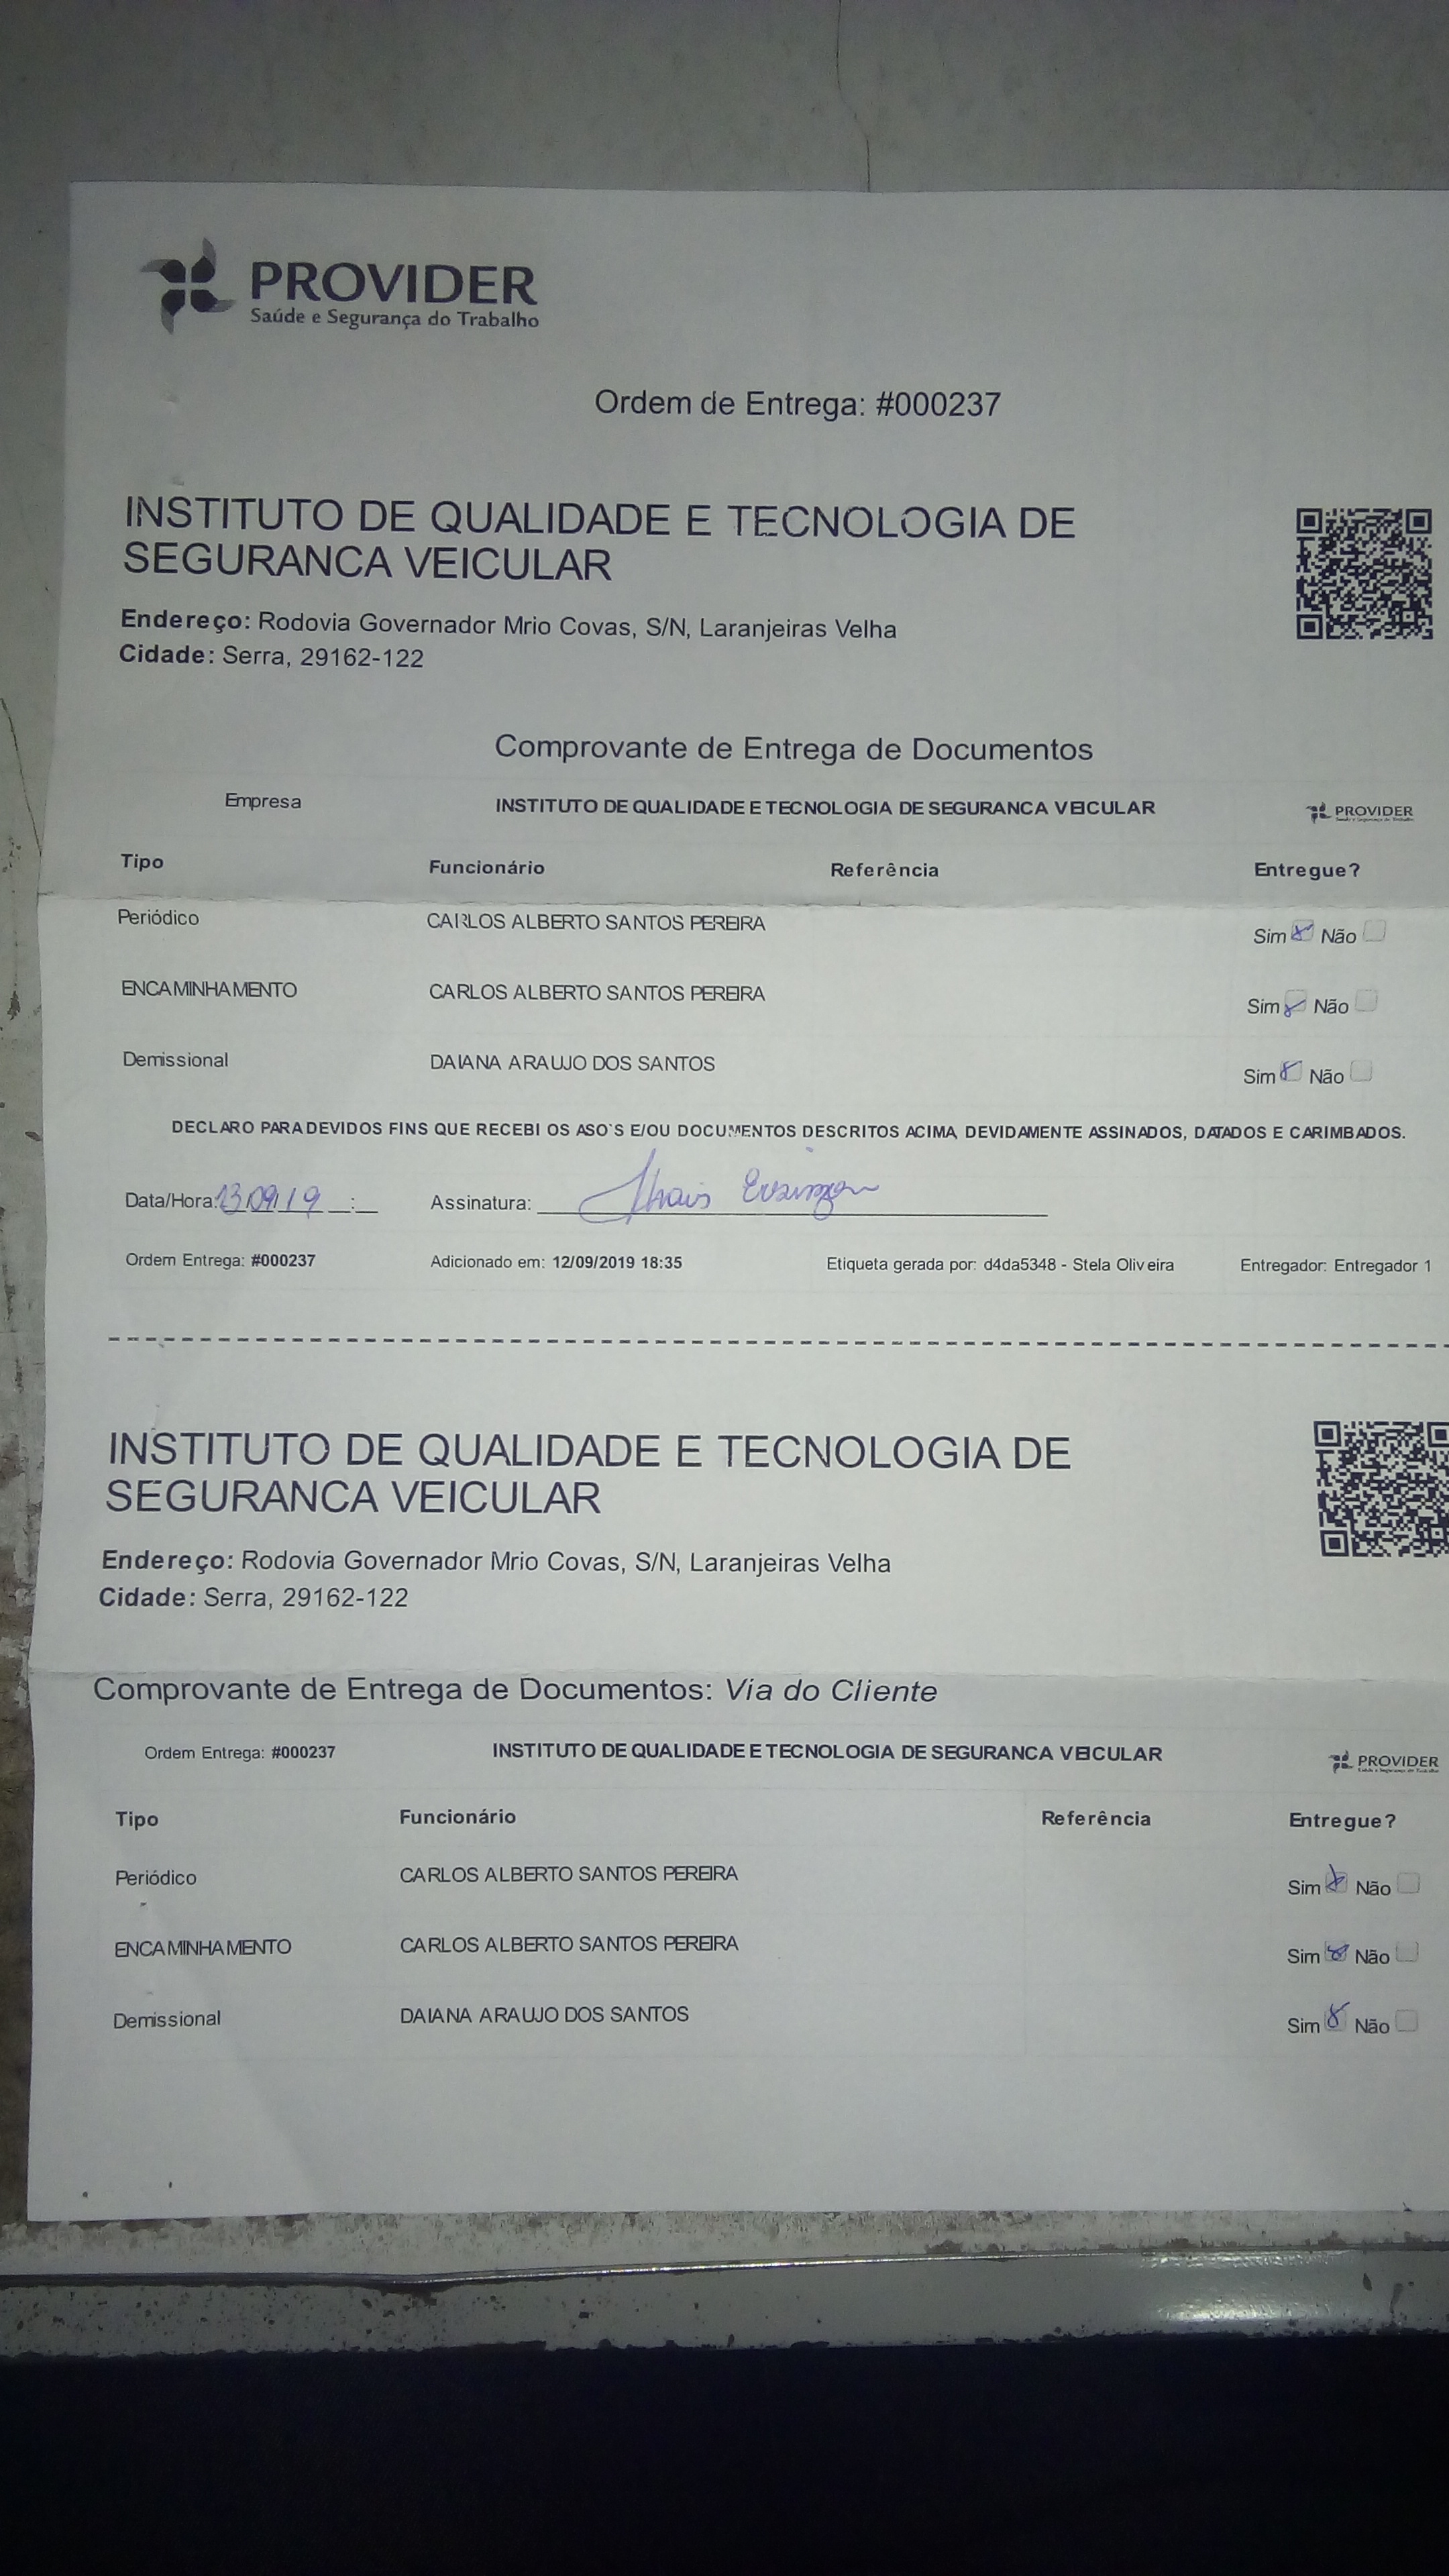 PROVIDER
Saúde e Segurança do Trabalho
Ordem de Entrega: #000237
INSTITUTO DE QUALIDADE E TECNOLOGIA DE
SEGURANCA VEICULAR
Endereço: Rodovia Governador Mrio Covas, S/N, Laranjeiras Velha
Cidade: Serra, 29162-122
Comprovante de Entrega de Documentos
Empresa INSTITUTO DE QUALIDADE E TECNOLOGIA DE SEGURANCA VEICULAR PROVIDER
Tipo Funcionário Referência Entregue?
Periódico CARLOS ALBERTO SANTOS PEREIRA Sim Não
ENCAMINHAMENTO CARLOS ALBERTO SANTOS PEREIRA Sim Não
Demissional DAIANA ARAUJO DOS SANTOS Sim Não
DECLARO PARA DEVIDOS FINS QUE RECEBI OS ASO'S E/OU DOCUMENTOS DESCRITOS ACIMA, DEVIDAMENTE ASSINADOS, DATADOS E CARIMBADOS.
Data/Hora: 13/09/19 __:__ Assinatura: Thais
Ordem Entrega: #000237 Adicionado em: 12/09/2019 18:35 Etiqueta gerada por: d4da5348 - Stela Oliveira Entregador: Entregador 1
INSTITUTO DE QUALIDADE E TECNOLOGIA DE
SEGURANCA VEICULAR
Endereço: Rodovia Governador Mrio Covas, S/N, Laranjeiras Velha
Cidade: Serra, 29162-122
Comprovante de Entrega de Documentos: Via do Cliente
Ordem Entrega: #000237 INSTITUTO DE QUALIDADE E TECNOLOGIA DE SEGURANCA VEICULAR PROVIDER
Tipo Funcionário Referência Entregue?
Periódico CARLOS ALBERTO SANTOS PEREIRA Sim Não
ENCAMINHAMENTO CARLOS ALBERTO SANTOS PEREIRA Sim Não
Demissional DAIANA ARAUJO DOS SANTOS Sim Não